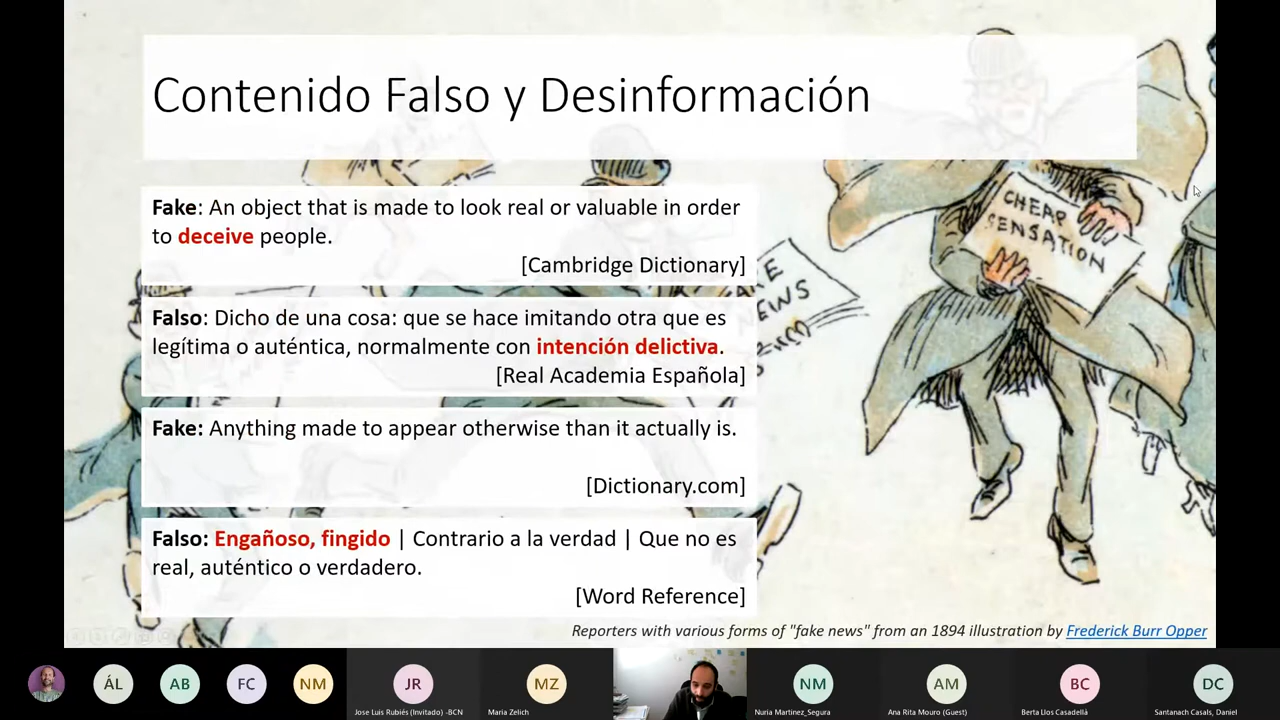 Contenido Falso y Desinformación
CHEAP
SENSATION
Fake: An object that is made to look real or valuable in order
to deceive people.
[Cambridge Dictionary]
NEWS
Falso: Dicho de una cosa: que se hace imitando otra que es
legítima o auténtica, normalmente con intención delictiva.
[Real Academia Española]
Fake: Anything made to appear otherwise than it actually is.
[Dictionary.com]
Falso: Engañoso, fingido | Contrario a la verdad | Que no es
real, auténtico o verdadero.
[Word Reference]
Reporters with various forms of "fake news" from an 1894 illustration by Frederick Burr Opper
ÁL
AB
FC
NM
JR
MZ
NM
AM
BC
DC
Jose Luis Rubiés (Invitado) -BCN
Maria Zelich
Nuria Martinez_Segura
Ana Rita Mouro (Guest)
Berta Llos Casadellà
Santanach Casals, Daniel